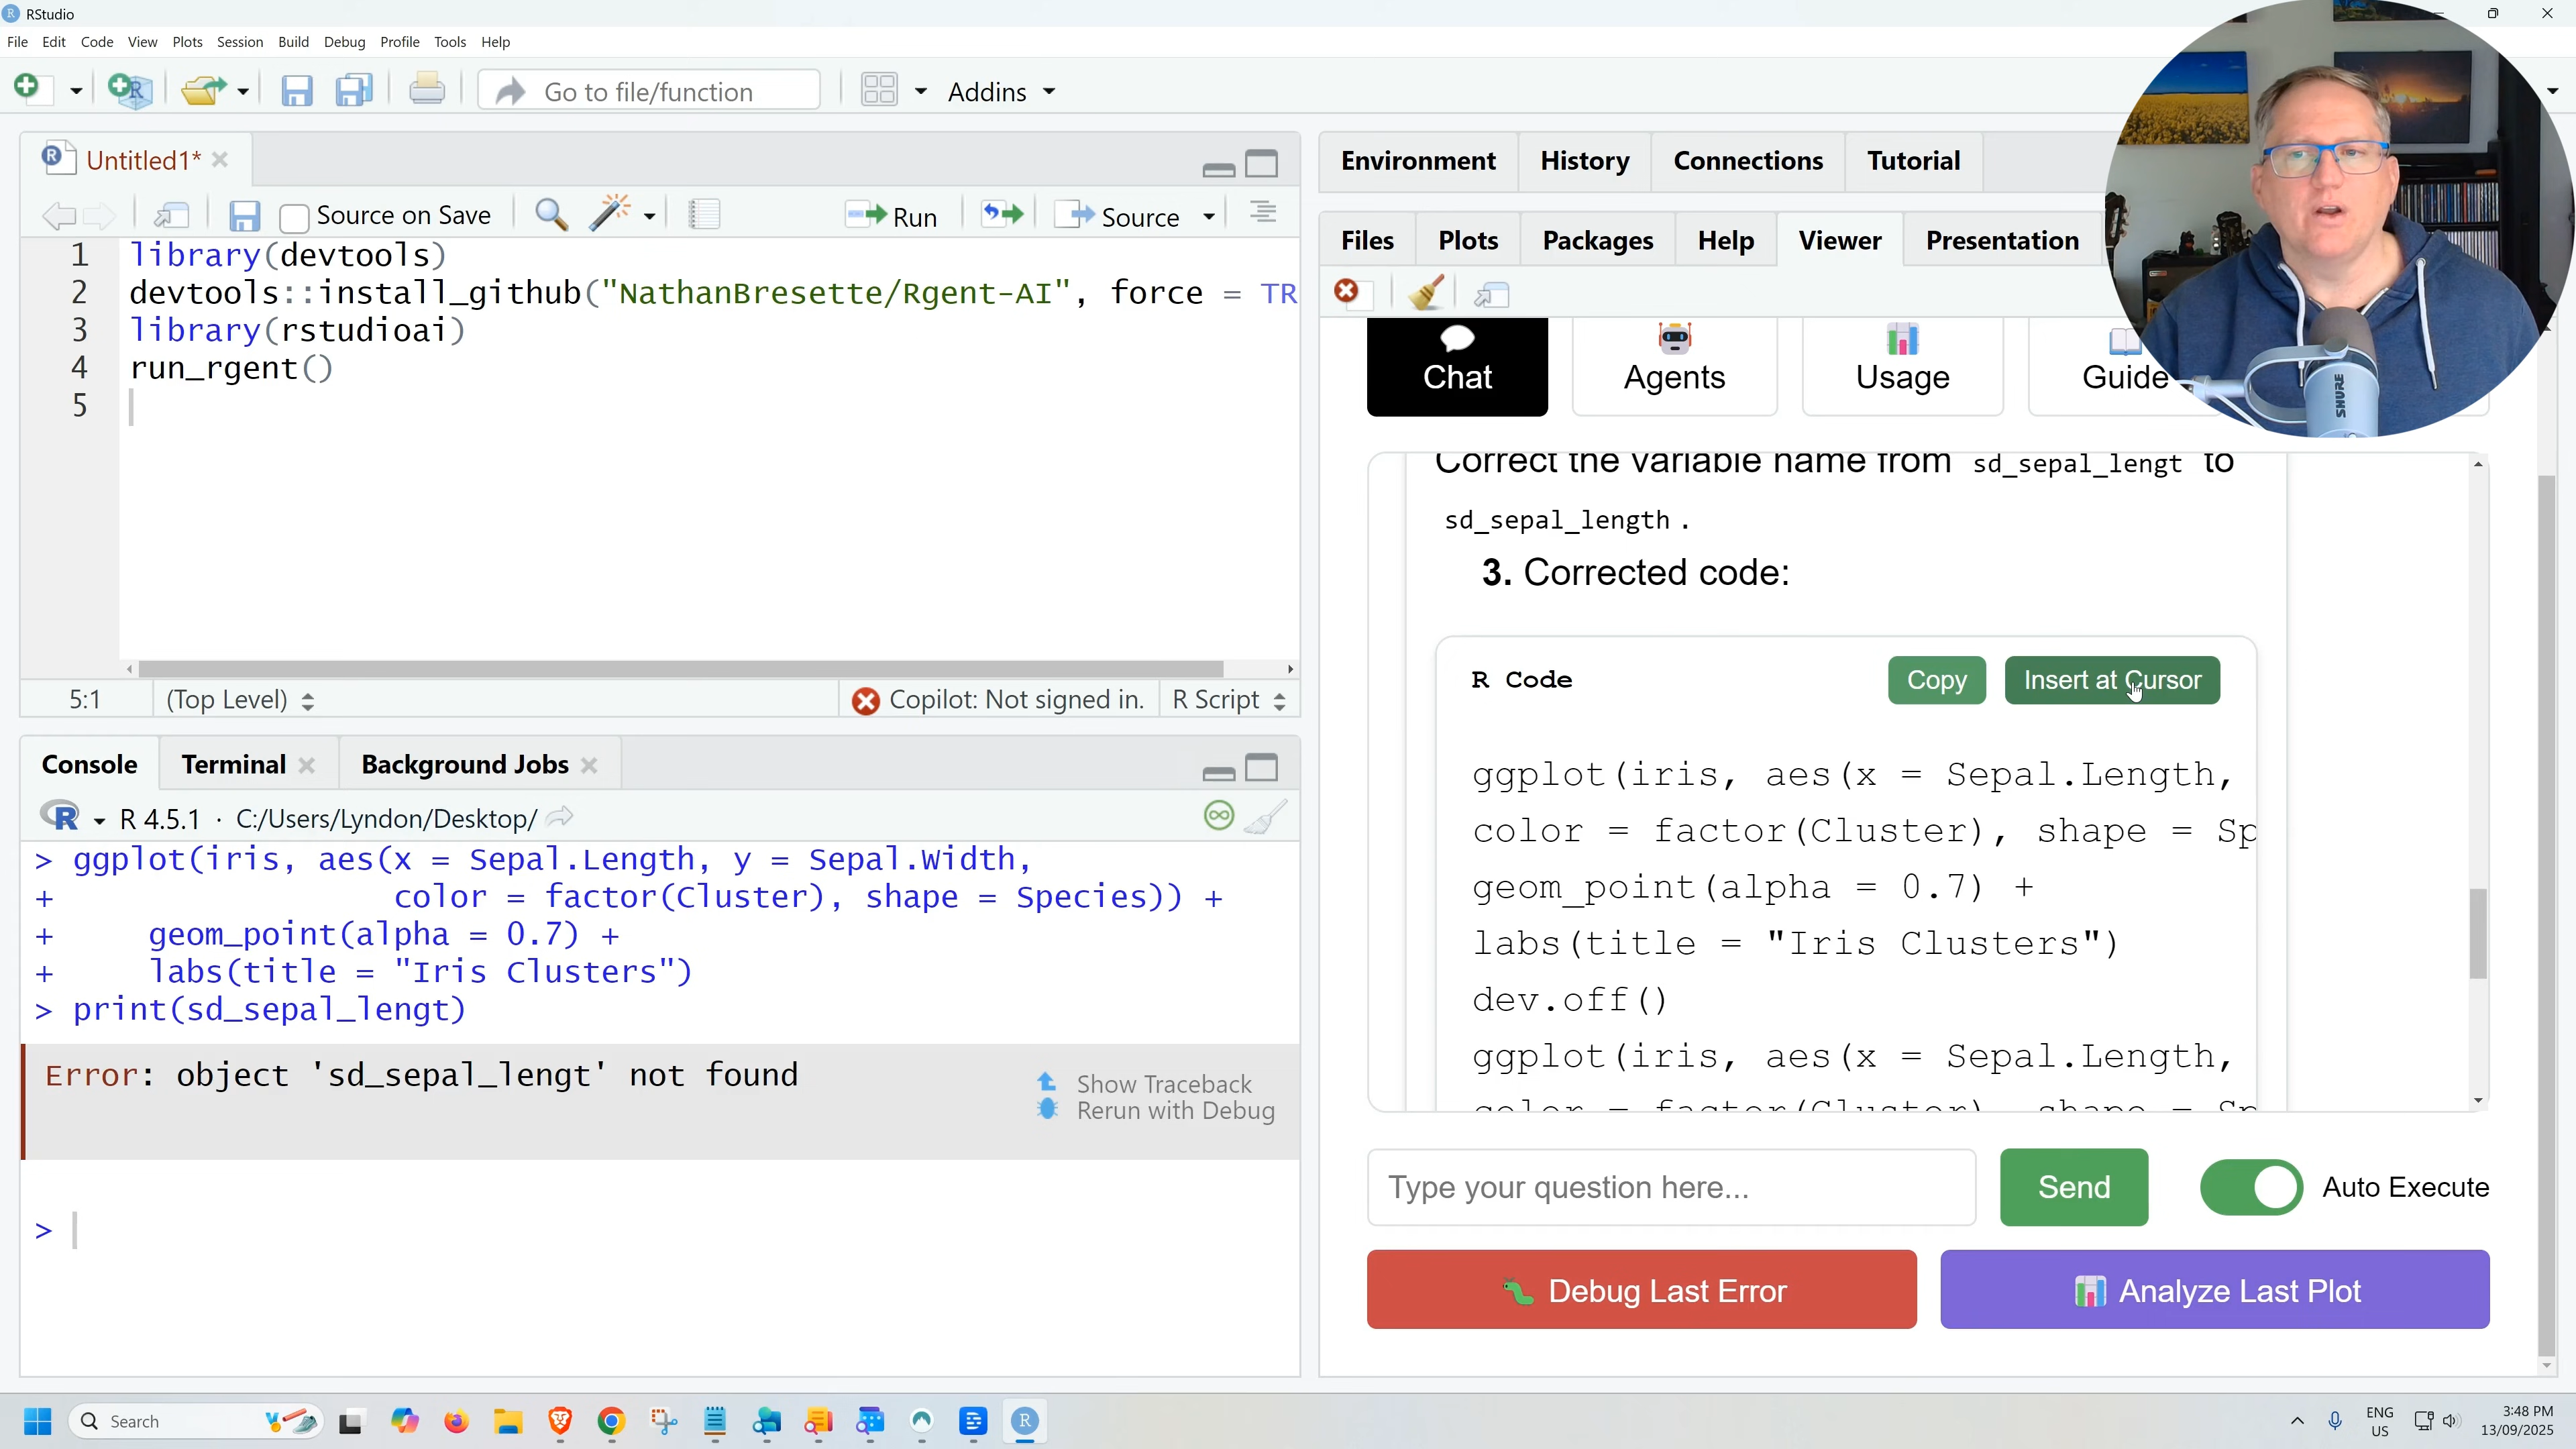 RStudio
File Edit Code View Plots Session Build Debug Profile Tools Help
Go to file/function
Addins
Untitled1*
Source on Save
Run
Source
1 library(devtools)
2 devtools::install_github("NathanBresette/Rgent-AI", force = TR
3 library(rstudioai)
4 run_rgent()
5
5:1
(Top Level)
Copilot: Not signed in.
R Script
Console
Terminal
Background Jobs
R 4.5.1 · C:/Users/Lyndon/Desktop/
> ggplot(iris, aes(x = Sepal.Length, y = Sepal.Width,
+ color = factor(Cluster), shape = Species)) +
+ geom_point(alpha = 0.7) +
+ labs(title = "Iris Clusters")
> print(sd_sepal_lengt)
Error: object 'sd_sepal_lengt' not found
Show Traceback
Rerun with Debug
>
Environment History Connections Tutorial
Files Plots Packages Help Viewer Presentation
Chat
Agents
Usage
Guide
Correct the variable name from sd_sepal_lengt to
sd_sepal_length .
3. Corrected code:
R Code
Copy
Insert at Cursor
ggplot(iris, aes(x = Sepal.Length,
color = factor(Cluster), shape = Sp
geom_point(alpha = 0.7) +
labs(title = "Iris Clusters")
dev.off()
ggplot(iris, aes(x = Sepal.Length,
color = factor(Cluster), shape = Sp
Type your question here...
Send
Auto Execute
Debug Last Error
Analyze Last Plot
SHURE
Search
ENG
US
3:48 PM
13/09/2025